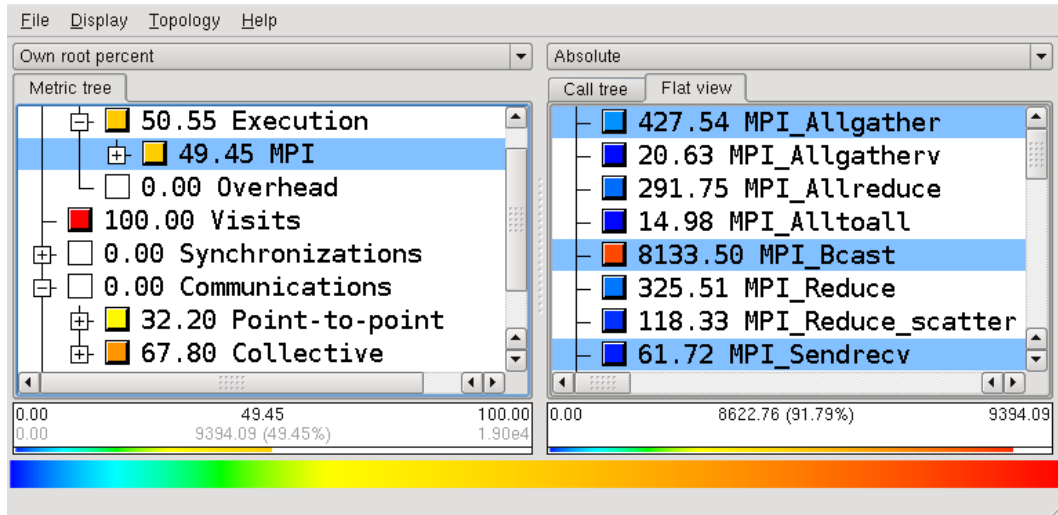 File Display Topology Help
Own root percent
Metric tree
50.55 Execution
49.45 MPI
0.00 Overhead
100.00 Visits
0.00 Synchronizations
0.00 Communications
32.20 Point-to-point
67.80 Collective
0.00 49.45 100.00
0.00 9394.09 (49.45%) 1.90e4
Absolute
Call tree Flat view
427.54 MPI_Allgather
20.63 MPI_Allgatherv
291.75 MPI_Allreduce
14.98 MPI_Alltoall
8133.50 MPI_Bcast
325.51 MPI_Reduce
118.33 MPI_Reduce_scatter
61.72 MPI_Sendrecv
0.00 8622.76 (91.79%) 9394.09